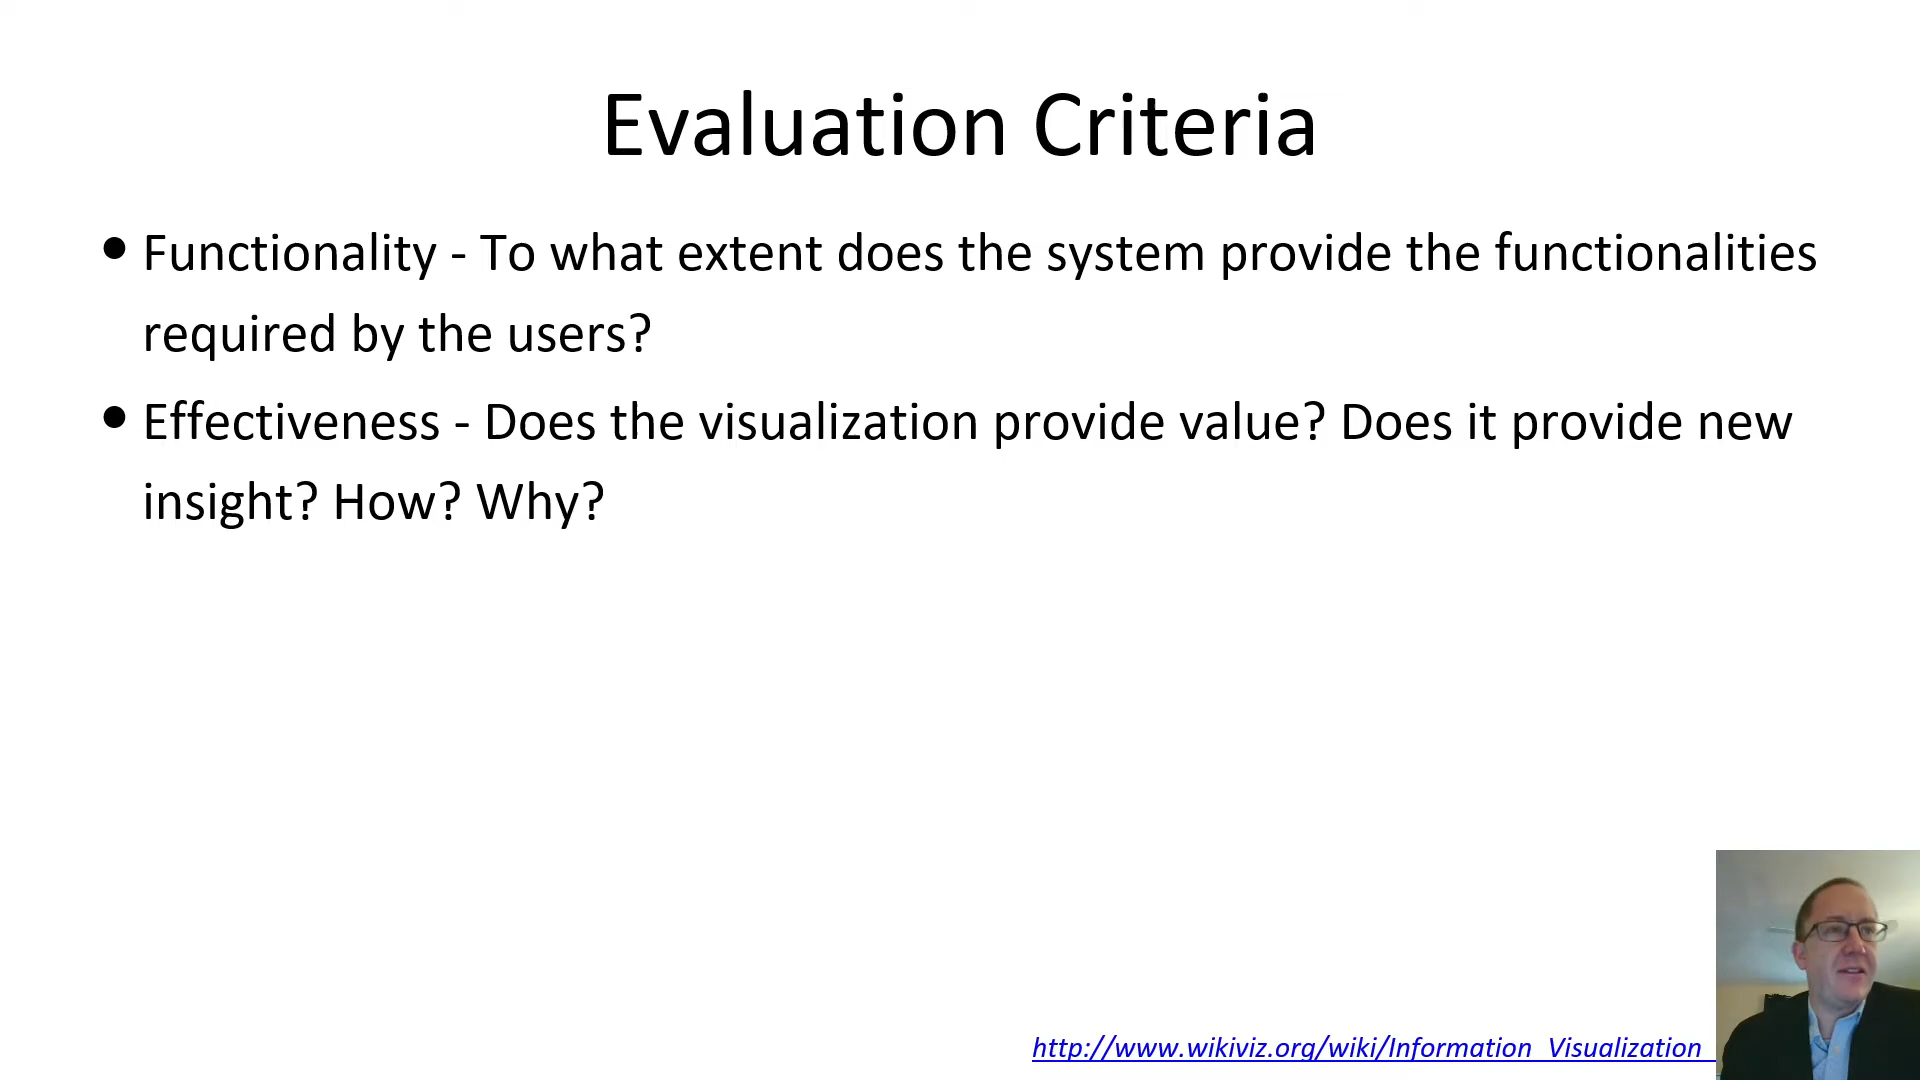 Evaluation Criteria
• Functionality - To what extent does the system provide the functionalities
required by the users?
• Effectiveness - Does the visualization provide value? Does it provide new
insight? How? Why?
http://www.wikiviz.org/wiki/Information_Visualization_